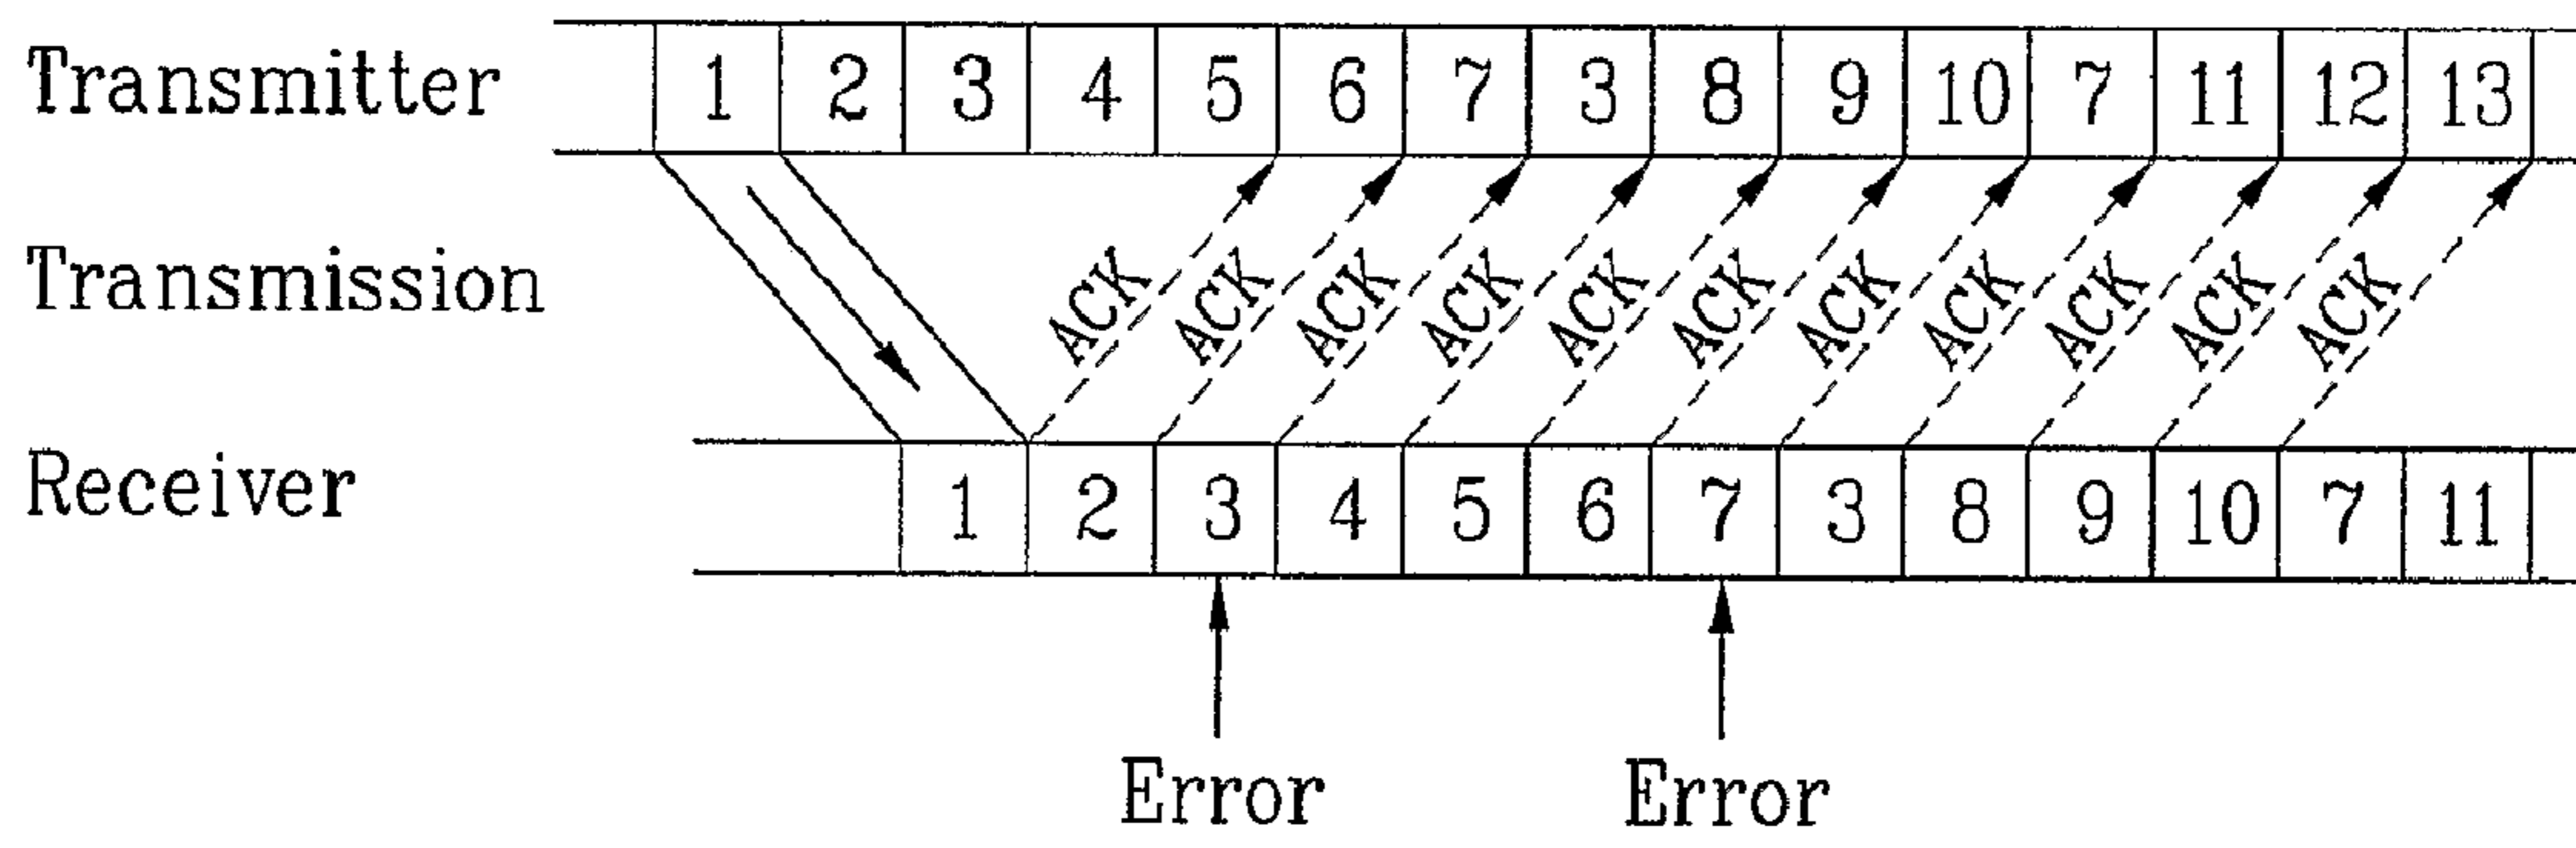 Transmitter 1 2 3 4 5 6 7 3 8 9 10 7 11 12 13
Transmission ACK ACK ACK ACK ACK ACK ACK ACK ACK ACK ACK
Receiver 1 2 3 4 5 6 7 3 8 9 10 7 11
Error Error